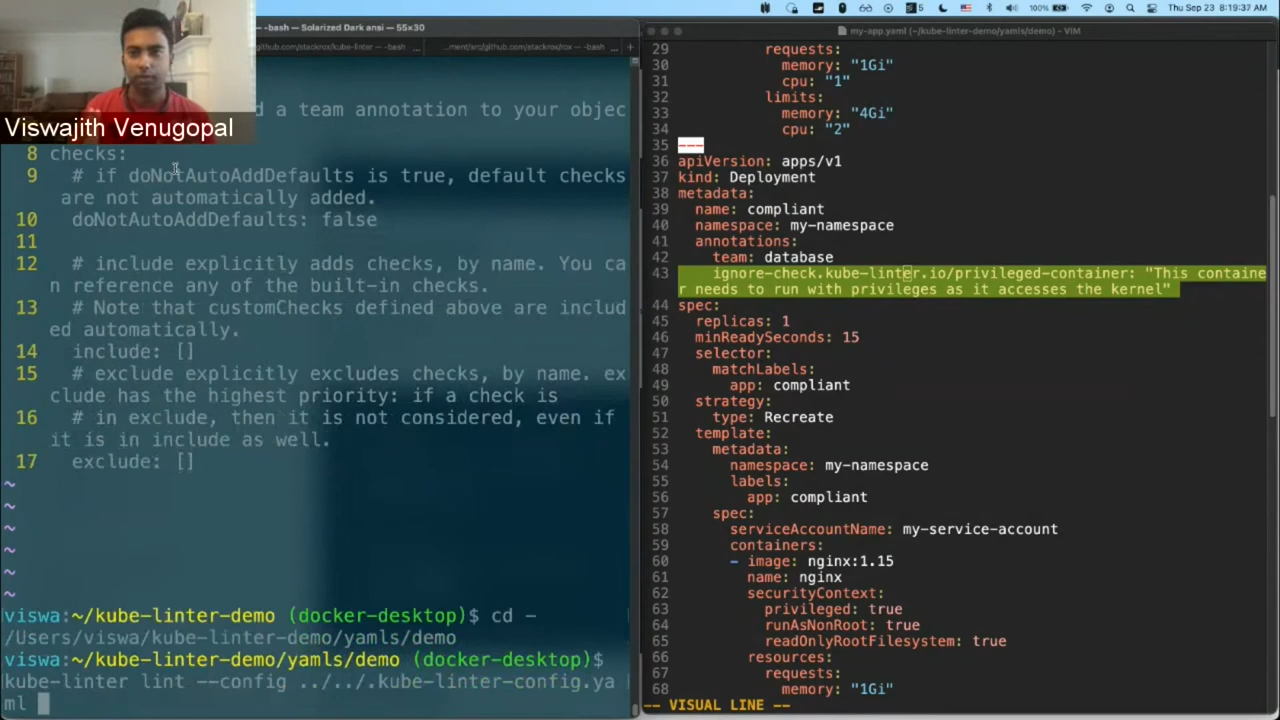 100% Thu Sep 23 8:19:37 AM
-bash — Solarized Dark ansi — 55×30
github.com/stackrox/kube-linter — -bash ... ...ment/src/github.com/stackrox/rox — -bash ... +
my-app.yaml (~/kube-linter-demo/yamls/demo) - VIM
Viswajith Venugopal
d a team annotation to your objec
8 checks:
9 # if doNotAutoAddDefaults is true, default checks
are not automatically added.
10 doNotAutoAddDefaults: false
11
12 # include explicitly adds checks, by name. You ca
n reference any of the built-in checks.
13 # Note that customChecks defined above are includ
ed automatically.
14 include: []
15 # exclude explicitly excludes checks, by name. ex
clude has the highest priority: if a check is
16 # in exclude, then it is not considered, even if
it is in include as well.
17 exclude: []
~
~
~
~
~
~
viswa:~/kube-linter-demo (docker-desktop)$ cd -
/Users/viswa/kube-linter-demo/yamls/demo
viswa:~/kube-linter-demo/yamls/demo (docker-desktop)$
kube-linter lint --config ../../.kube-linter-config.ya
ml
29 requests:
30 memory: "1Gi"
31 cpu: "1"
32 limits:
33 memory: "4Gi"
34 cpu: "2"
35 ---
36 apiVersion: apps/v1
37 kind: Deployment
38 metadata:
39 name: compliant
40 namespace: my-namespace
41 annotations:
42 team: database
43 ignore-check.kube-linter.io/privileged-container: "This containe
r needs to run with privileges as it accesses the kernel"
44 spec:
45 replicas: 1
46 minReadySeconds: 15
47 selector:
48 matchLabels:
49 app: compliant
50 strategy:
51 type: Recreate
52 template:
53 metadata:
54 namespace: my-namespace
55 labels:
56 app: compliant
57 spec:
58 serviceAccountName: my-service-account
59 containers:
60 - image: nginx:1.15
61 name: nginx
62 securityContext:
63 privileged: true
64 runAsNonRoot: true
65 readOnlyRootFilesystem: true
66 resources:
67 requests:
68 memory: "1Gi"
-- VISUAL LINE --